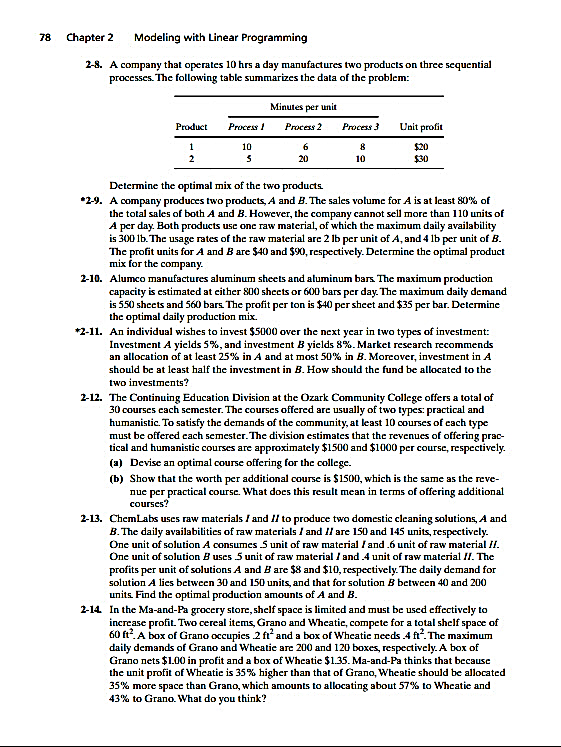 78 Chapter 2 Modeling with Linear Programming
2-8. A company that operates 10 hrs a day manufactures two products on three sequential
processes. The following table summarizes the data of the problem:
Minutes per unit
Product Process 1 Process 2 Process 3 Unit profit
1 10 6 8 $20
2 5 20 10 $30
Determine the optimal mix of the two products.
*2-9. A company produces two products, A and B. The sales volume for A is at least 80% of
the total sales of both A and B. However, the company cannot sell more than 110 units of
A per day. Both products use one raw material, of which the maximum daily availability
is 300 lb. The usage rates of the raw material are 2 lb per unit of A, and 4 lb per unit of B.
The profit units for A and B are $40 and $90, respectively. Determine the optimal product
mix for the company.
2-10. Alumco manufactures aluminum sheets and aluminum bars. The maximum production
capacity is estimated at either 800 sheets or 600 bars per day. The maximum daily demand
is 550 sheets and 560 bars. The profit per ton is $40 per sheet and $35 per bar. Determine
the optimal daily production mix.
*2-11. An individual wishes to invest $5000 over the next year in two types of investment:
Investment A yields 5%, and investment B yields 8%. Market research recommends
an allocation of at least 25% in A and at most 50% in B. Moreover, investment in A
should be at least half the investment in B. How should the fund be allocated to the
two investments?
2-12. The Continuing Education Division at the Ozark Community College offers a total of
30 courses each semester. The courses offered are usually of two types: practical and
humanistic. To satisfy the demands of the community, at least 10 courses of each type
must be offered each semester. The division estimates that the revenues of offering prac-
tical and humanistic courses are approximately $1500 and $1000 per course, respectively.
(a) Devise an optimal course offering for the college.
(b) Show that the worth per additional course is $1500, which is the same as the reve-
nue per practical course. What does this result mean in terms of offering additional
courses?
2-13. ChemLabs uses raw materials I and II to produce two domestic cleaning solutions, A and
B. The daily availabilities of raw materials I and II are 150 and 145 units, respectively.
One unit of solution A consumes .5 unit of raw material I and .6 unit of raw material II.
One unit of solution B uses .5 unit of raw material I and .4 unit of raw material II. The
profits per unit of solutions A and B are $8 and $10, respectively. The daily demand for
solution A lies between 30 and 150 units, and that for solution B between 40 and 200
units. Find the optimal production amounts of A and B.
2-14. In the Ma-and-Pa grocery store, shelf space is limited and must be used effectively to
increase profit. Two cereal items, Grano and Wheatie, compete for a total shelf space of
60 ft². A box of Grano occupies .2 ft² and a box of Wheatie needs .4 ft². The maximum
daily demands of Grano and Wheatie are 200 and 120 boxes, respectively. A box of
Grano nets $1.00 in profit and a box of Wheatie $1.35. Ma-and-Pa thinks that because
the unit profit of Wheatie is 35% higher than that of Grano, Wheatie should be allocated
35% more space than Grano, which amounts to allocating about 57% to Wheatie and
43% to Grano. What do you think?